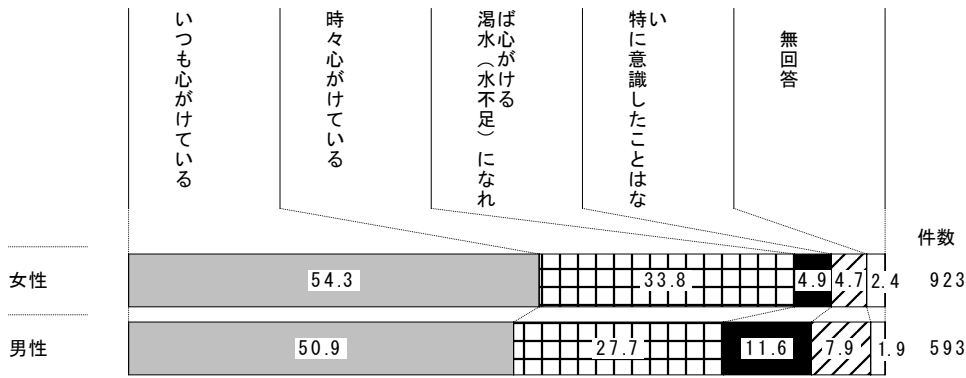 いつも心がけている
時々心がけている
渇水（水不足）になれ
ば心がける
特に意識したことはな
い
無回答
件数
女性 54.3 33.8 4.9 4.7 2.4 923
男性 50.9 27.7 11.6 7.9 1.9 593